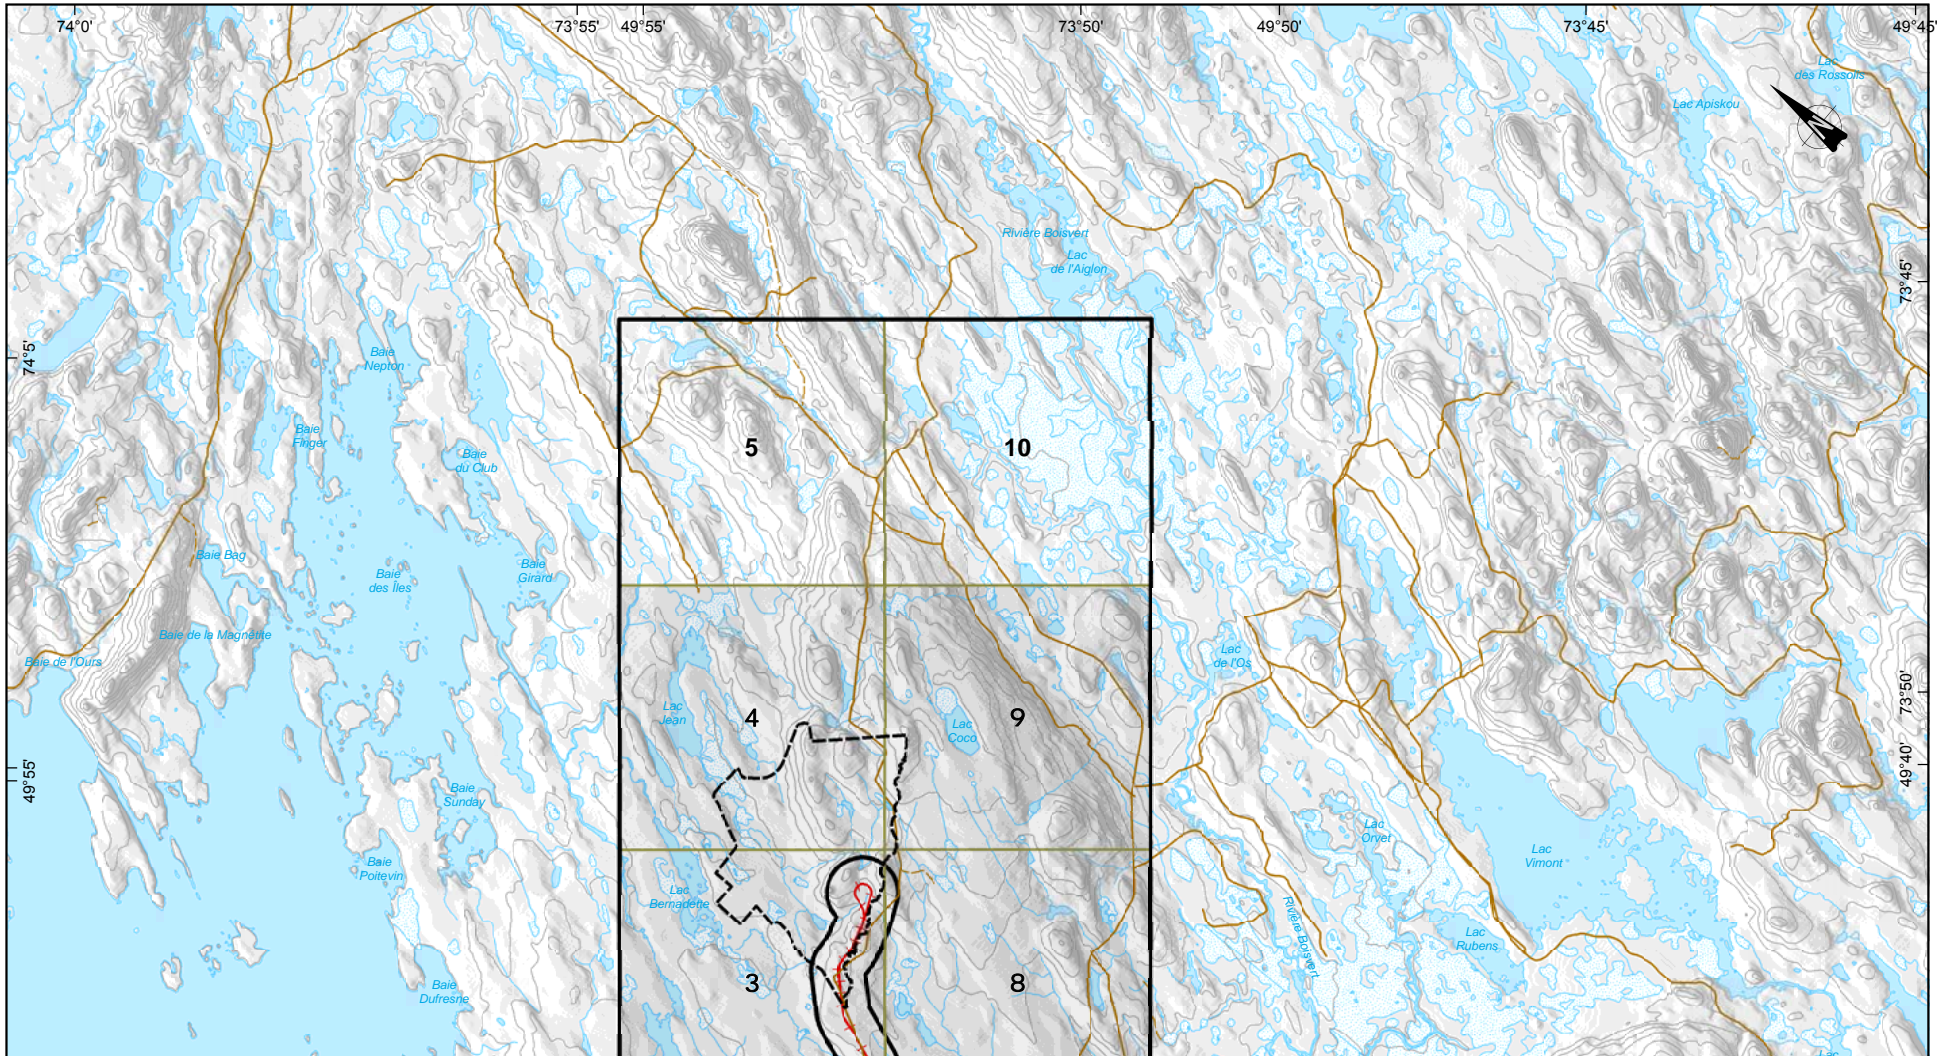 74°0'
73°55'
49°55'
73°50'
49°50'
73°45'
49°45'
Lac
des Rossolis
Lac Apiskou
N
Rivière Boisvert
Lac
de l'Aiglon
73°45'
74°5'
Baie
Nepton
Baie
Finger
Baie
du Club
5
10
Baie Bag
Baie
des Îles
Baie
Girard
Baie de la Magnétite
Baie de l'Ours
Lac
de l'Os
Lac
Jean
4
9
Lac
Coco
73°50'
49°40'
49°55'
Baie
Sunday
Lac
Orvet
Lac
Vimont
Baie
Poitevin
Lac
Bernadette
Rivière Boisvert
Lac
Rubens
3
8
Baie
Dufresne
Lac